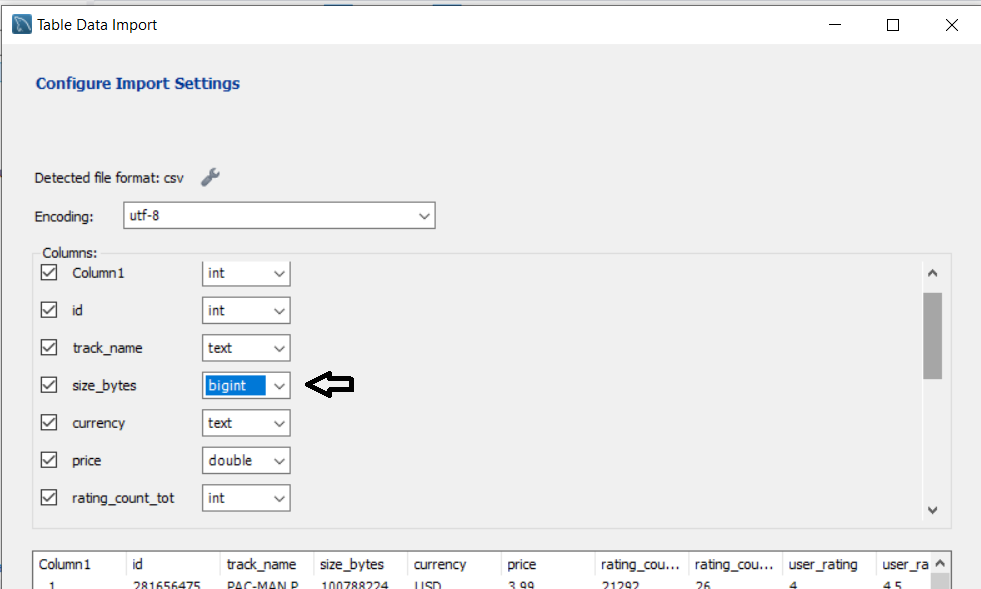 Table Data Import
Configure Import Settings
Detected file format: csv
Encoding: utf-8
Columns:
Column1 int
id int
track_name text
size_bytes bigint
currency text
price double
rating_count_tot int
Column1 id track_name size_bytes currency price rating_cou... rating_cou... user_rating user_ra
1 281656475 PAC-MAN P 100788224 USD 3.99 21292 26 4 4.5